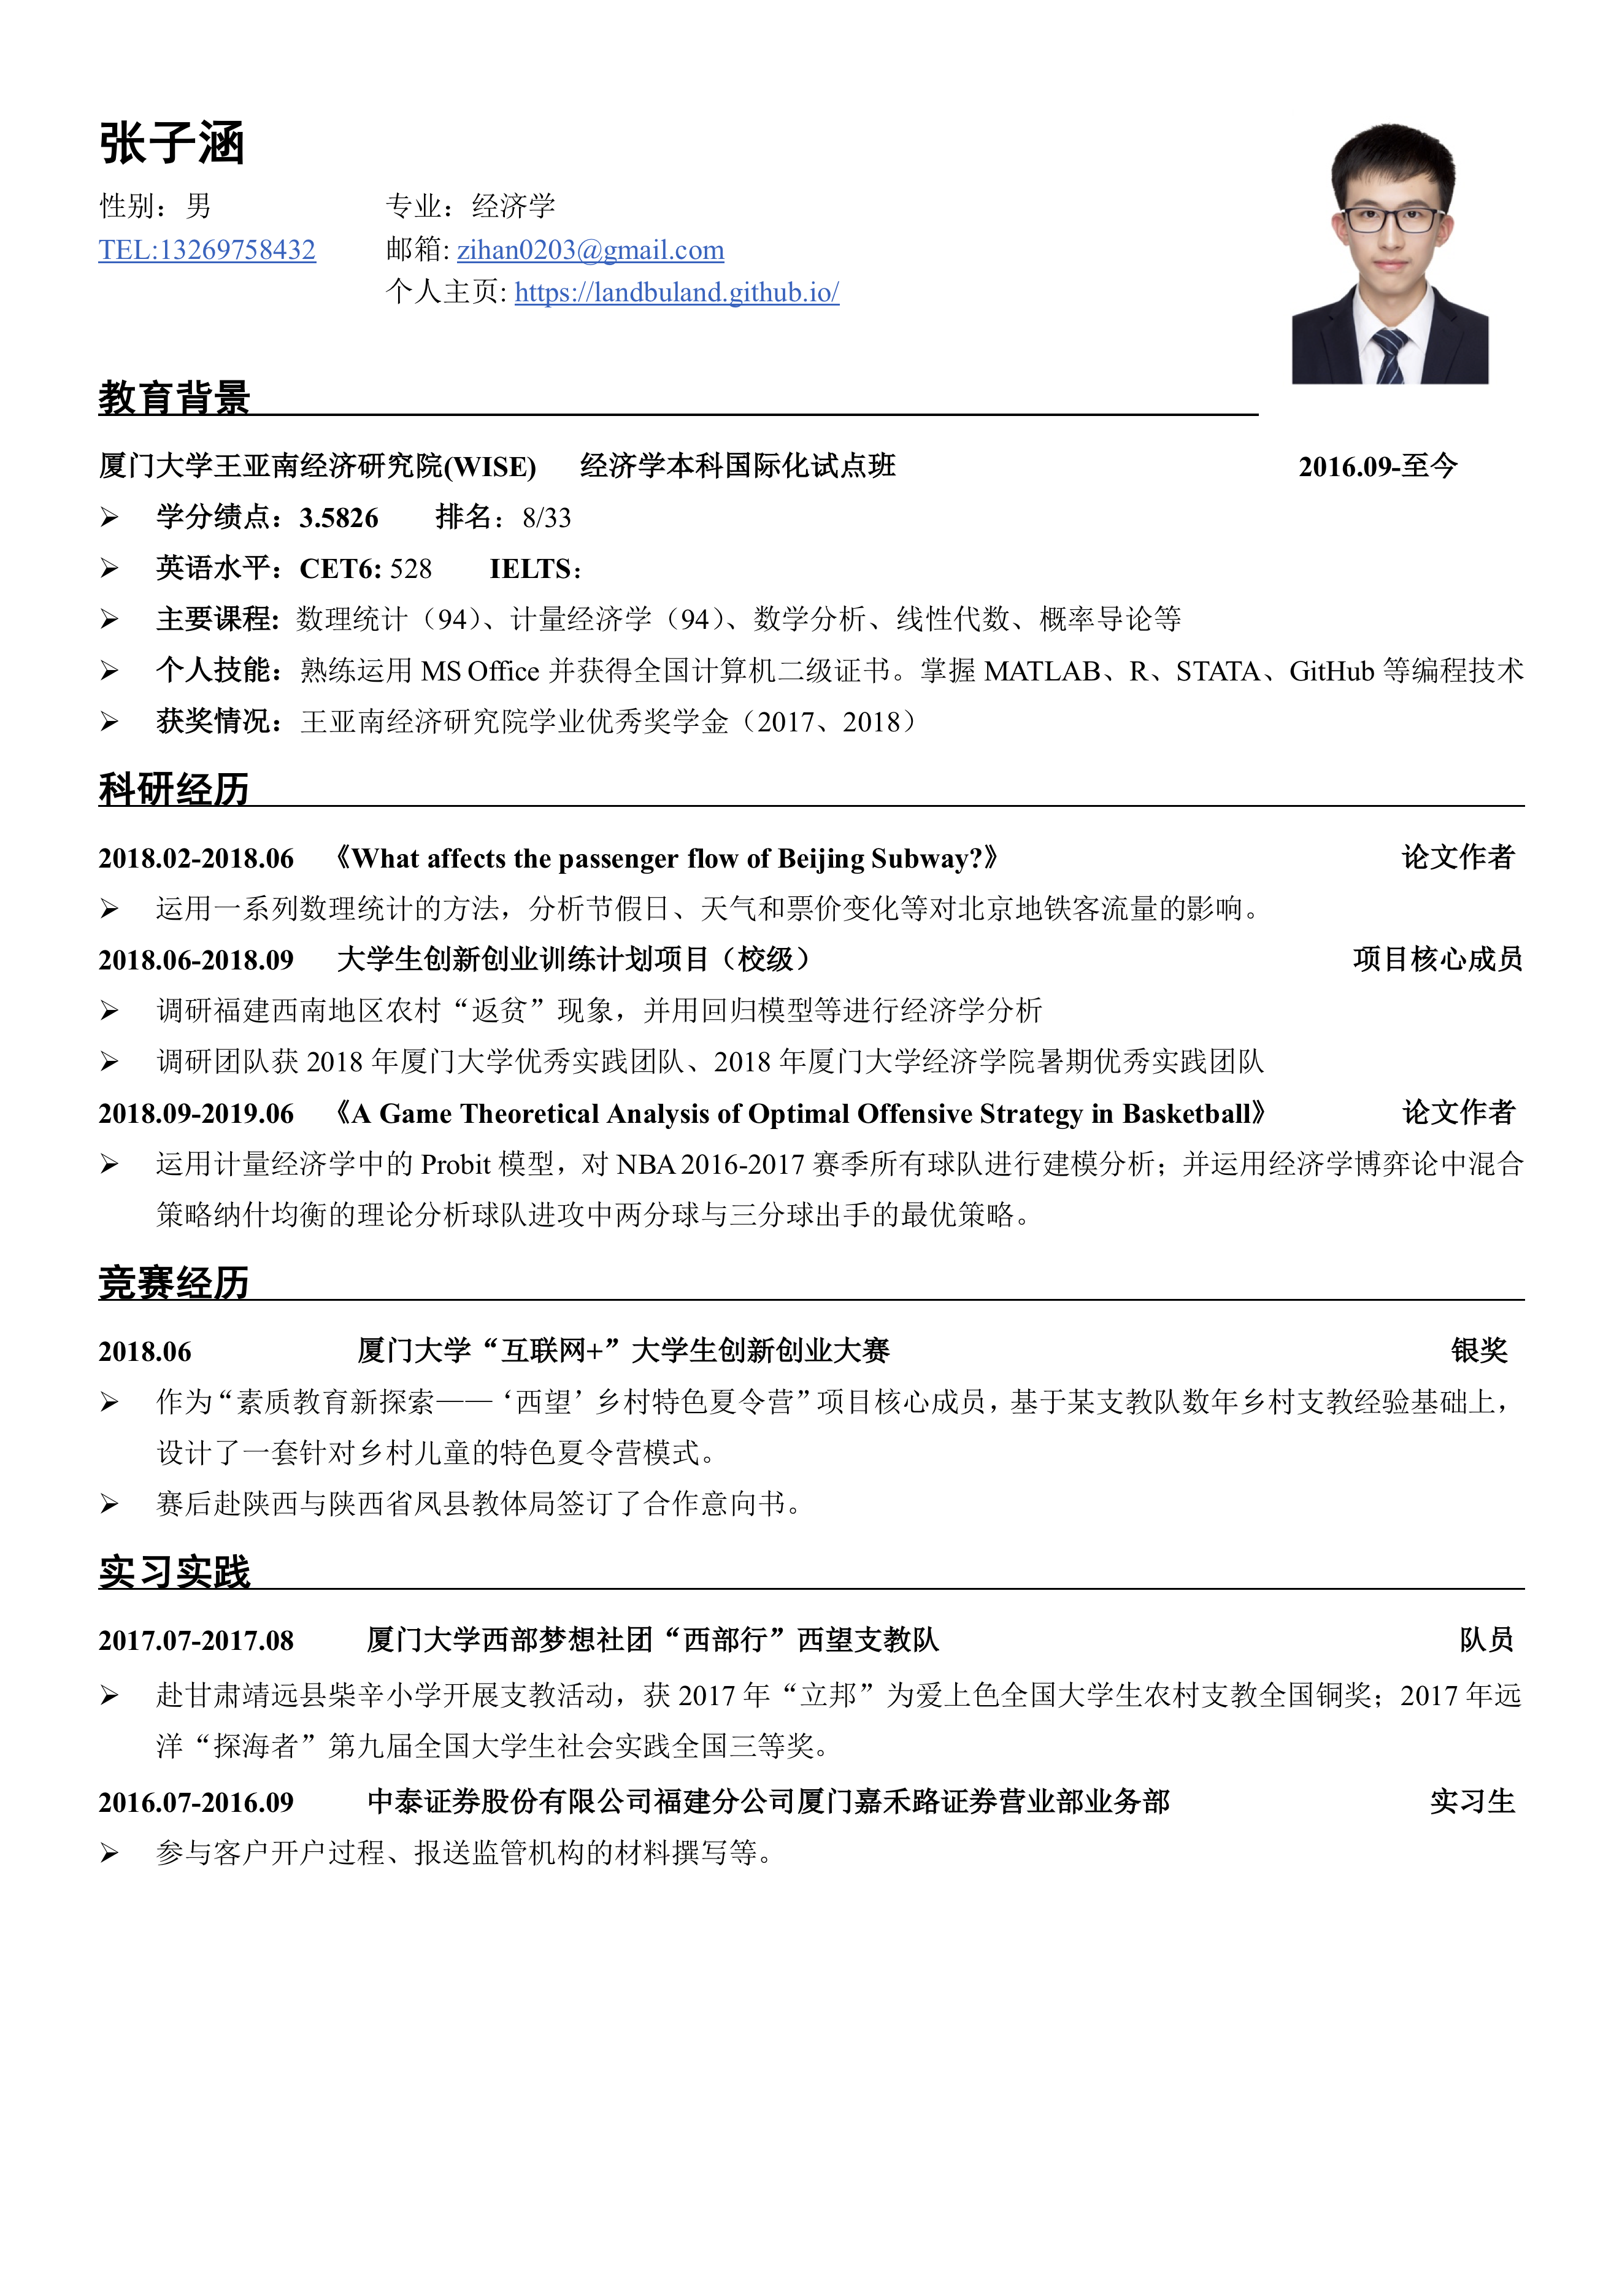 张子涵
性别：男 专业：经济学
TEL:13269758432 邮箱: zihan0203@gmail.com
个人主页: https://landbuland.github.io/
教育背景
厦门大学王亚南经济研究院(WISE) 经济学本科国际化试点班 2016.09-至今
➢ 学分绩点：3.5826 排名：8/33
➢ 英语水平：CET6: 528 IELTS：
➢ 主要课程: 数理统计（94）、计量经济学（94）、数学分析、线性代数、概率导论等
➢ 个人技能：熟练运用 MS Office 并获得全国计算机二级证书。掌握 MATLAB、R、STATA、GitHub 等编程技术
➢ 获奖情况：王亚南经济研究院学业优秀奖学金（2017、2018）
科研经历
2018.02-2018.06 《What affects the passenger flow of Beijing Subway?》 论文作者
➢ 运用一系列数理统计的方法，分析节假日、天气和票价变化等对北京地铁客流量的影响。
2018.06-2018.09 大学生创新创业训练计划项目（校级） 项目核心成员
➢ 调研福建西南地区农村“返贫”现象，并用回归模型等进行经济学分析
➢ 调研团队获 2018 年厦门大学优秀实践团队、2018 年厦门大学经济学院暑期优秀实践团队
2018.09-2019.06 《A Game Theoretical Analysis of Optimal Offensive Strategy in Basketball》 论文作者
➢ 运用计量经济学中的 Probit 模型，对 NBA 2016-2017 赛季所有球队进行建模分析；并运用经济学博弈论中混合
策略纳什均衡的理论分析球队进攻中两分球与三分球出手的最优策略。
竞赛经历
2018.06 厦门大学“互联网+”大学生创新创业大赛 银奖
➢ 作为“素质教育新探索——‘西望’乡村特色夏令营”项目核心成员，基于某支教队数年乡村支教经验基础上，
设计了一套针对乡村儿童的特色夏令营模式。
➢ 赛后赴陕西与陕西省凤县教体局签订了合作意向书。
实习实践
2017.07-2017.08 厦门大学西部梦想社团“西部行”西望支教队 队员
➢ 赴甘肃靖远县柴辛小学开展支教活动，获 2017 年“立邦”为爱上色全国大学生农村支教全国铜奖；2017 年远
洋“探海者”第九届全国大学生社会实践全国三等奖。
2016.07-2016.09 中泰证券股份有限公司福建分公司厦门嘉禾路证券营业部业务部 实习生
➢ 参与客户开户过程、报送监管机构的材料撰写等。